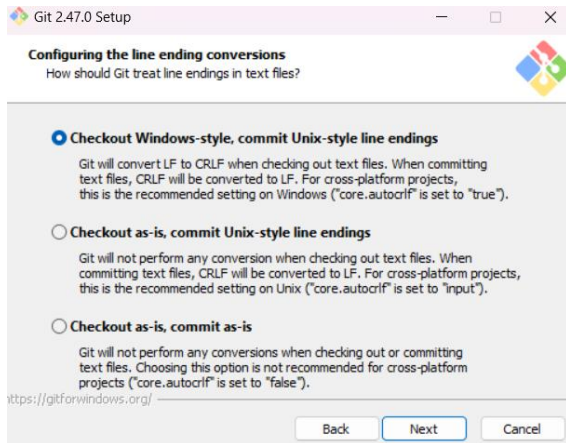 Git 2.47.0 Setup
Configuring the line ending conversions
How should Git treat line endings in text files?
Checkout Windows-style, commit Unix-style line endings
Git will convert LF to CRLF when checking out text files. When committing
text files, CRLF will be converted to LF. For cross-platform projects,
this is the recommended setting on Windows ("core.autocrlf" is set to "true").
Checkout as-is, commit Unix-style line endings
Git will not perform any conversion when checking out text files. When
committing text files, CRLF will be converted to LF. For cross-platform projects,
this is the recommended setting on Unix ("core.autocrlf" is set to "input").
Checkout as-is, commit as-is
Git will not perform any conversions when checking out or committing
text files. Choosing this option is not recommended for cross-platform
projects ("core.autocrlf" is set to "false").
https://gitforwindows.org/
Back Next Cancel